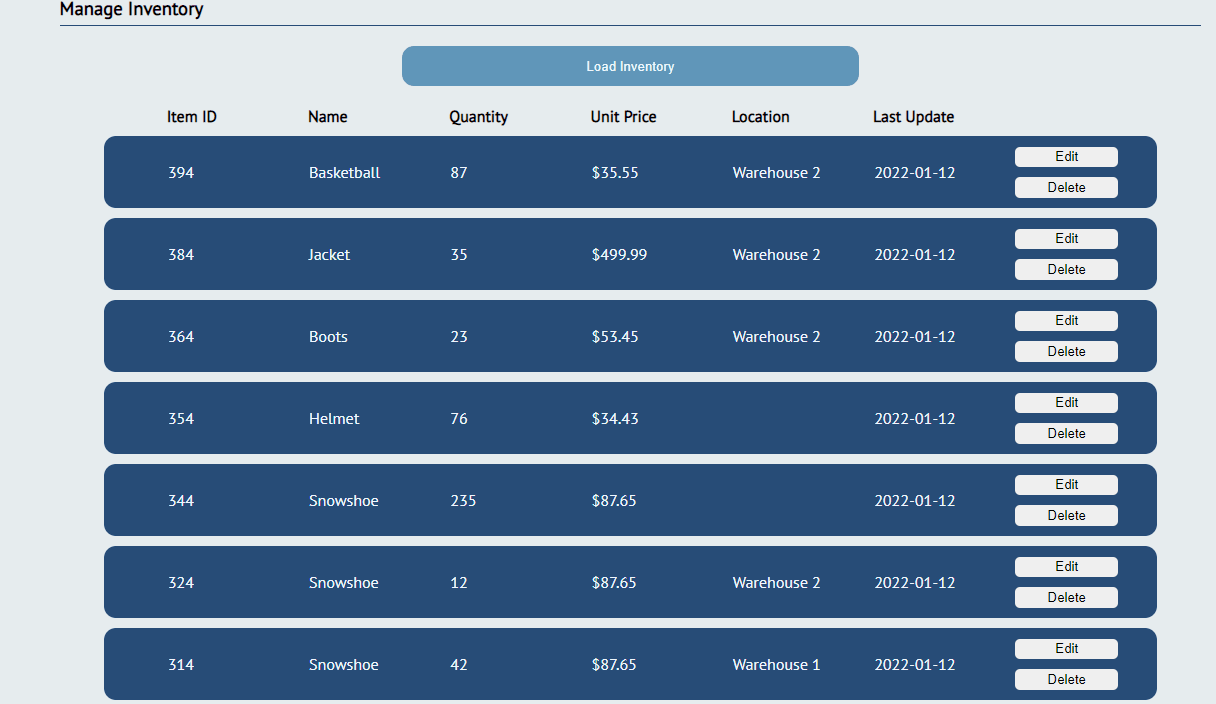 Manage Inventory
Load Inventory
Item ID Name Quantity Unit Price Location Last Update
394 Basketball 87 $35.55 Warehouse 2 2022-01-12 Edit
Delete
384 Jacket 35 $499.99 Warehouse 2 2022-01-12 Edit
Delete
364 Boots 23 $53.45 Warehouse 2 2022-01-12 Edit
Delete
354 Helmet 76 $34.43 2022-01-12 Edit
Delete
344 Snowshoe 235 $87.65 2022-01-12 Edit
Delete
324 Snowshoe 12 $87.65 Warehouse 2 2022-01-12 Edit
Delete
314 Snowshoe 42 $87.65 Warehouse 1 2022-01-12 Edit
Delete